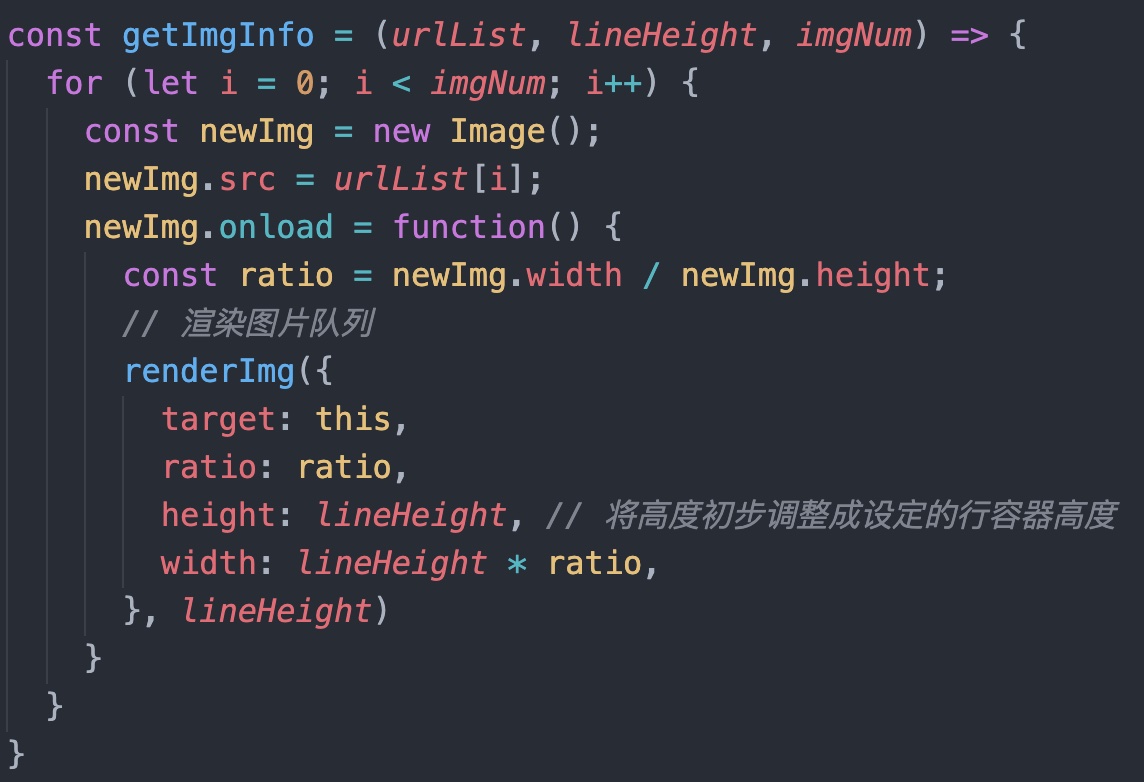 const getImgInfo = (urlList, lineHeight, imgNum) => {
  for (let i = 0; i < imgNum; i++) {
    const newImg = new Image();
    newImg.src = urlList[i];
    newImg.onload = function() {
      const ratio = newImg.width / newImg.height;
      // 渲染图片队列
      renderImg({
        target: this,
        ratio: ratio,
        height: lineHeight, // 将高度初步调整成设定的行容器高度
        width: lineHeight * ratio,
      }, lineHeight)
    }
  }
}